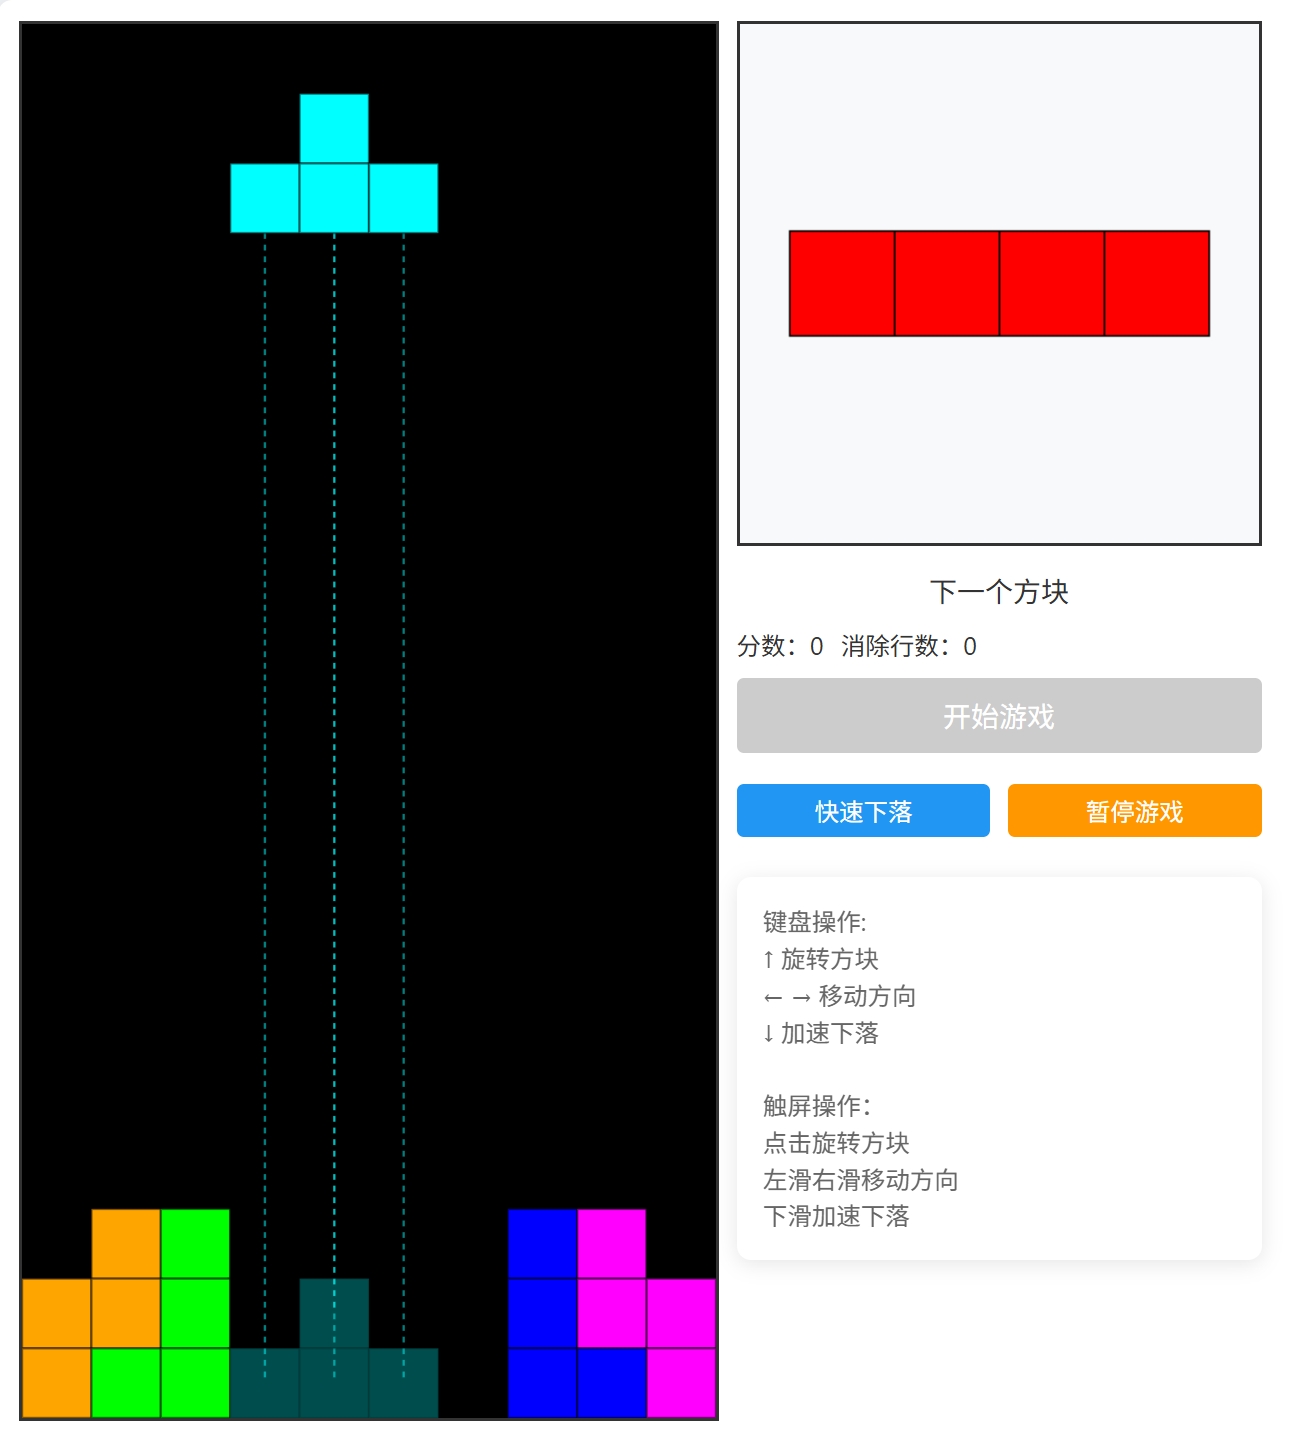 下一个方块
分数：0 消除行数：0
开始游戏
快速下落
暂停游戏
键盘操作:
↑ 旋转方块
← → 移动方向
↓ 加速下落
触屏操作：
点击旋转方块
左滑右滑移动方向
下滑加速下落